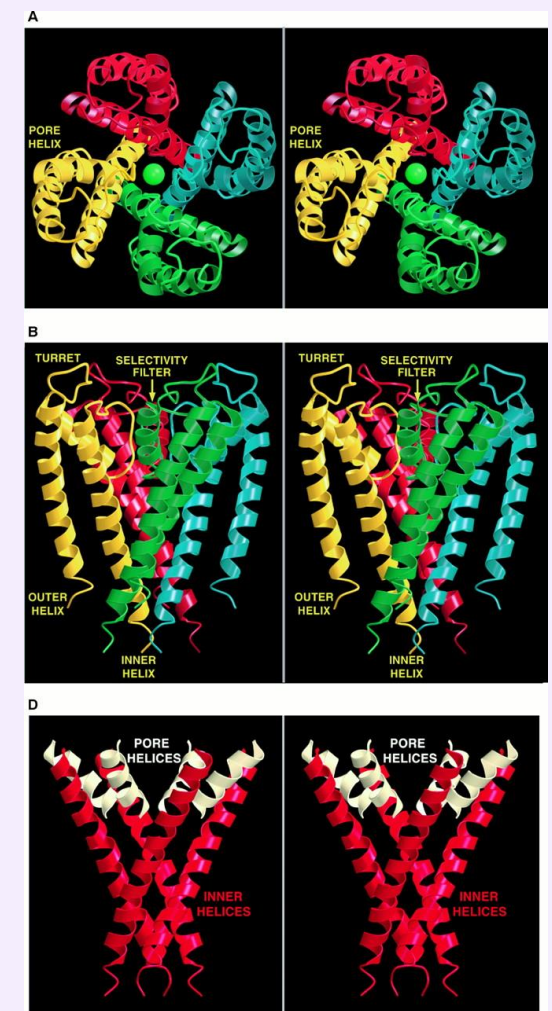 A
PORE
HELIX
PORE
HELIX
B
TURRET
SELECTIVITY
FILTER
OUTER
HELIX
INNER
HELIX
TURRET
SELECTIVITY
FILTER
OUTER
HELIX
INNER
HELIX
D
PORE
HELICES
INNER
HELICES
PORE
HELICES
INNER
HELICES